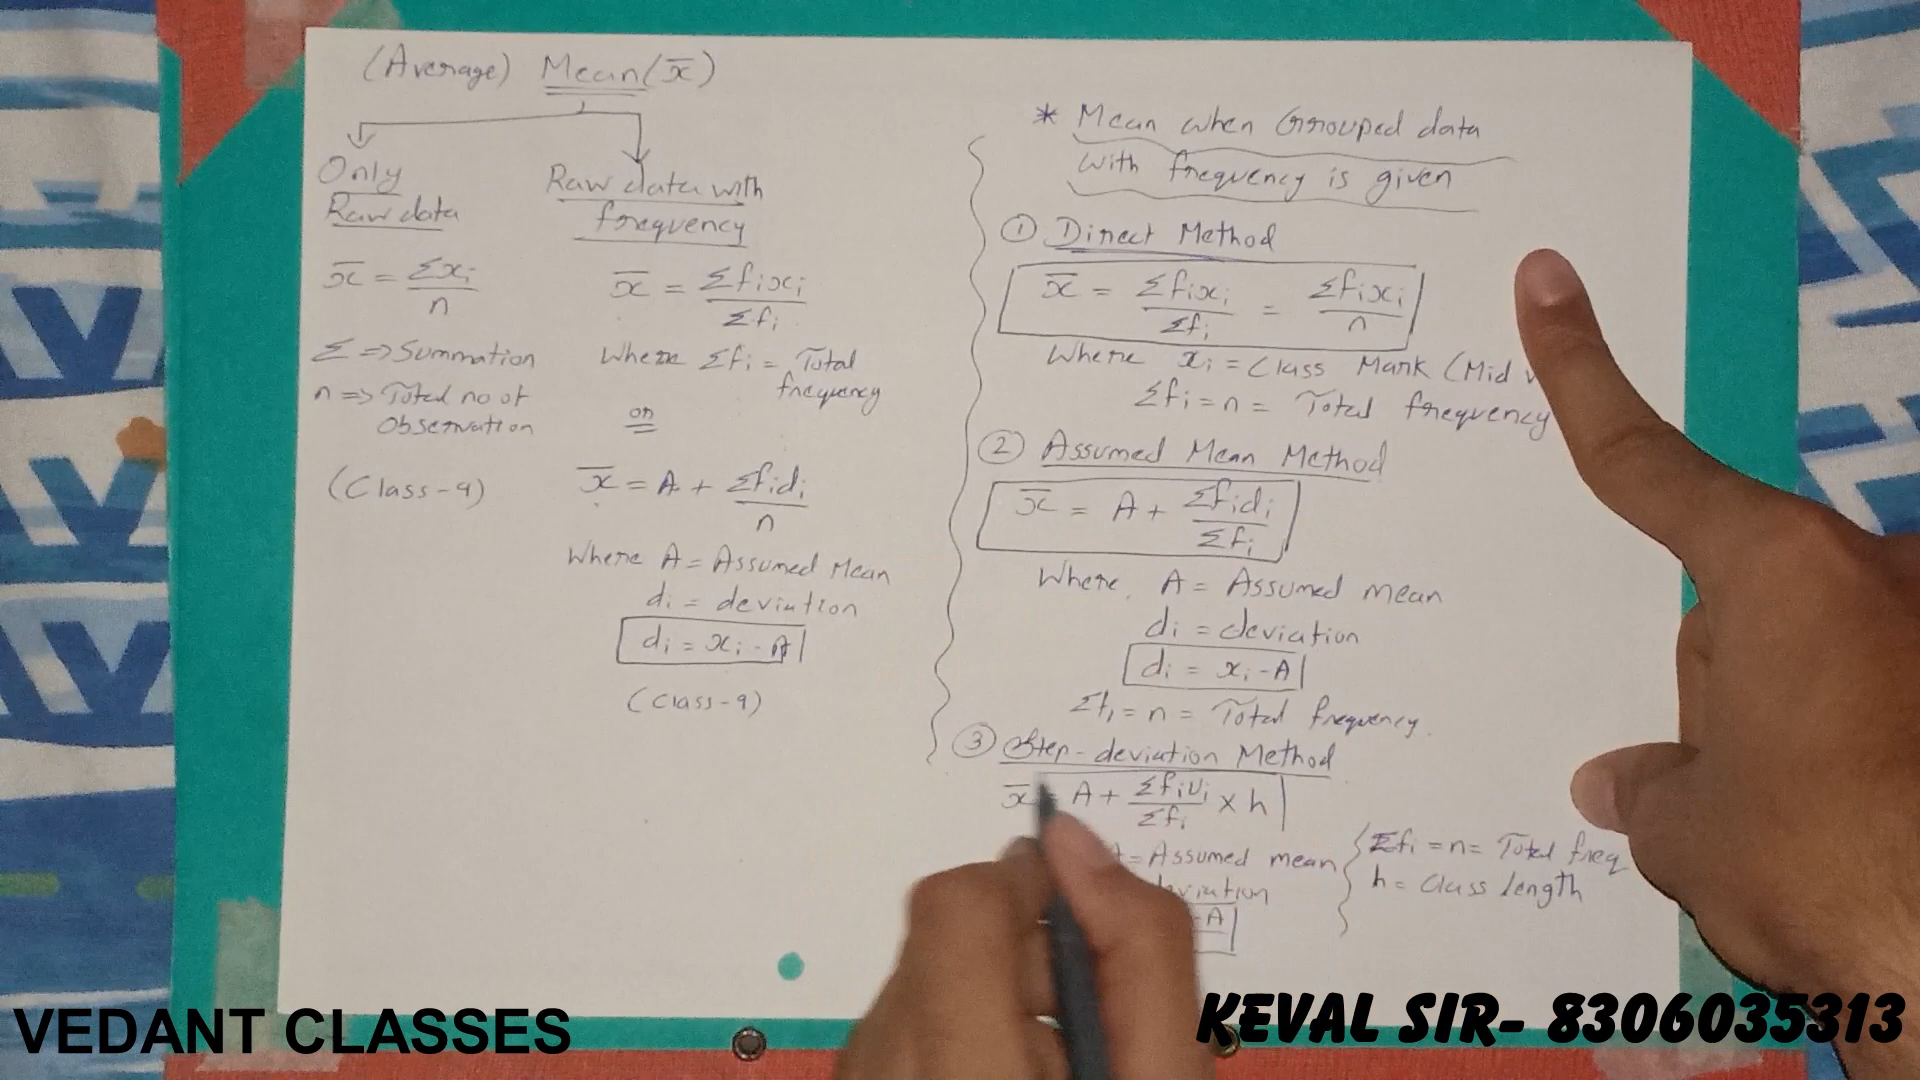 (Average) Mean (x̄)
Only
Raw data
x̄ = Σxi / n
Σ => Summation
n => Total no of
Observation
(Class-9)
Raw data with
frequency
x̄ = Σfixi / Σfi
Where Σfi = Total
frequency
or
x̄ = A + Σfidi / n
Where A = Assumed Mean
di = deviation
di = xi - A
(Class-9)
* Mean when Grouped data
with frequency is given
① Direct Method
x̄ = Σfixi / Σfi = Σfixi / n
Where xi = Class Mark (Mid
Σfi = n = Total frequency
② Assumed Mean Method
x̄ = A + Σfidi / Σfi
Where, A = Assumed mean
di = deviation
di = xi - A
Σfi = n = Total frequency.
③ Step-deviation Method
x̄ = A + Σfiui / Σfi × h
= Assumed mean
- A
Σfi = n = Total freq
h = Class length
VEDANT CLASSES
KEVAL SIR- 8306035313